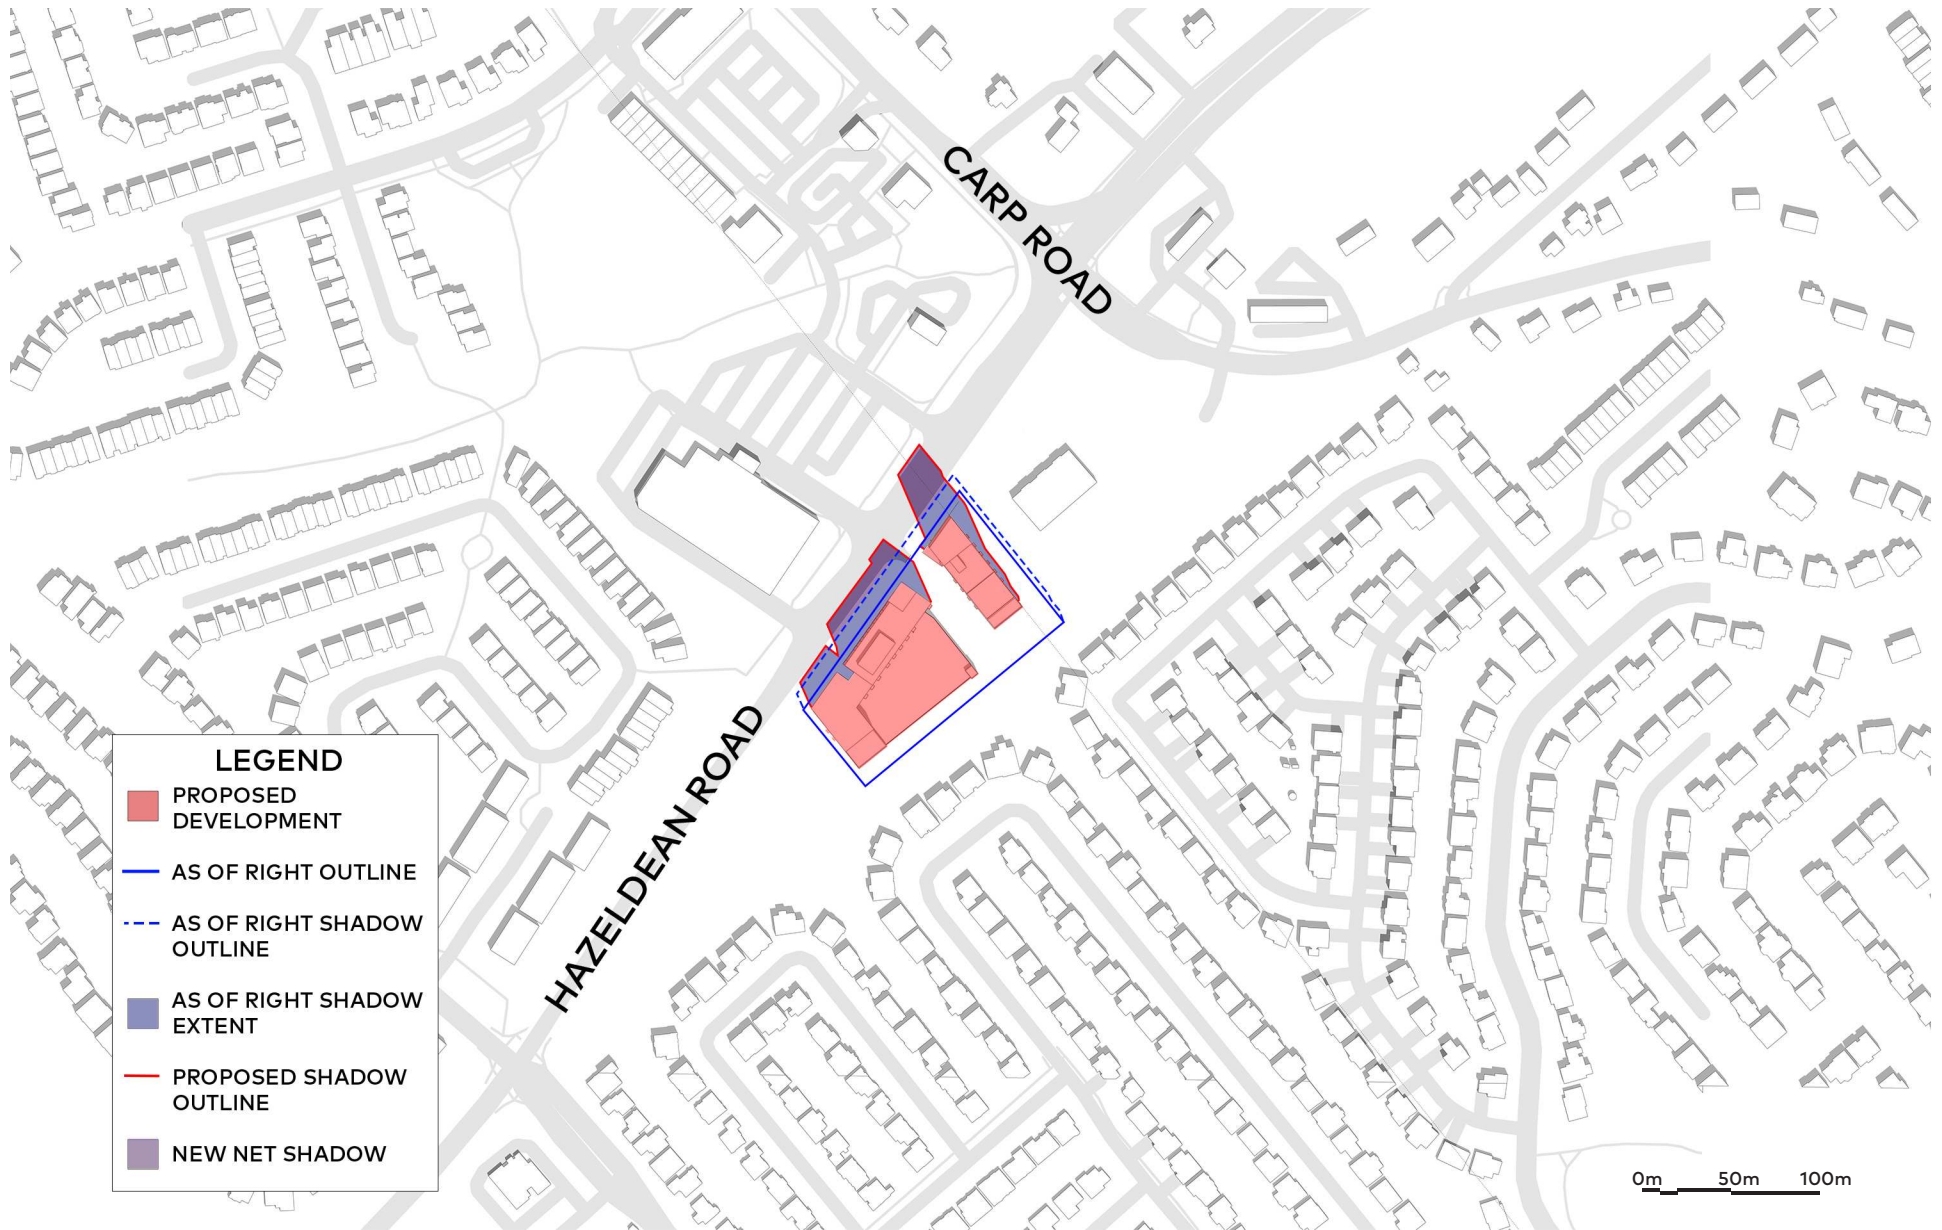 CARP ROAD
HAZELDEAN ROAD
LEGEND
PROPOSED
DEVELOPMENT
AS OF RIGHT OUTLINE
AS OF RIGHT SHADOW
OUTLINE
AS OF RIGHT SHADOW
EXTENT
PROPOSED SHADOW
OUTLINE
NEW NET SHADOW
0m 50m 100m